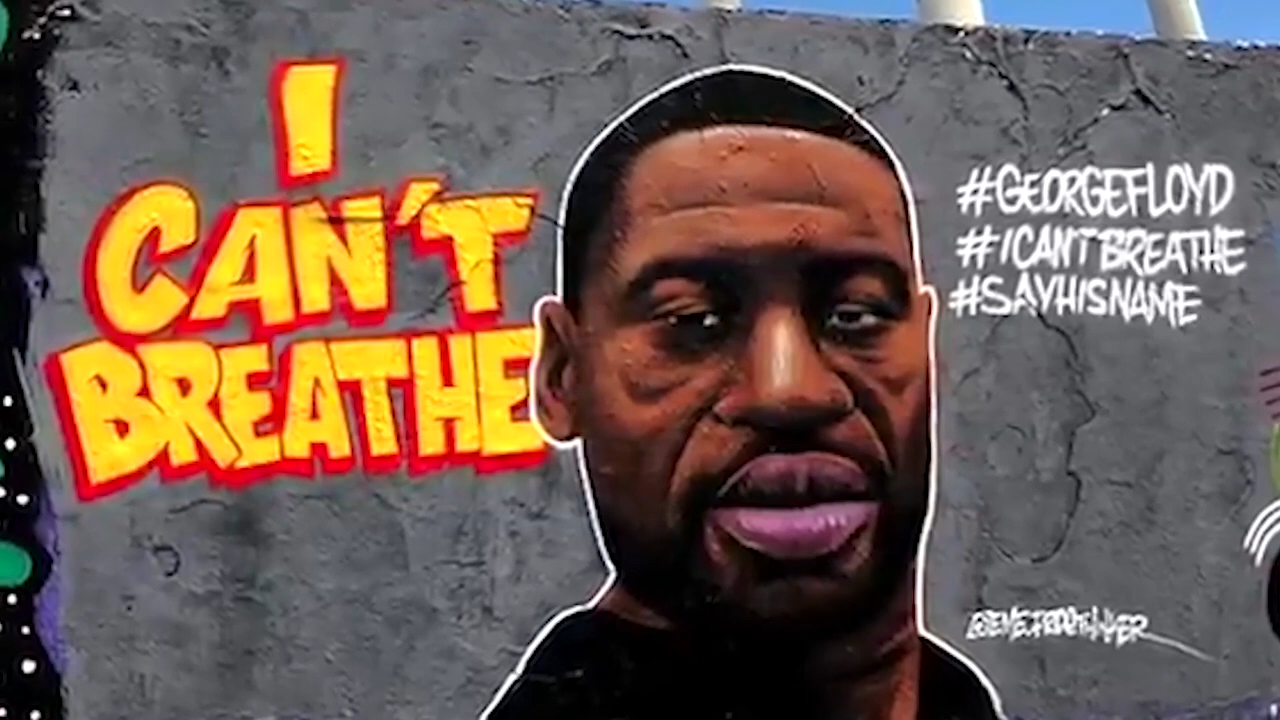 I
CAN'T
BREATHE
#GEORGEFLOYD
#ICANTBREATHE
#SAYHISNAME